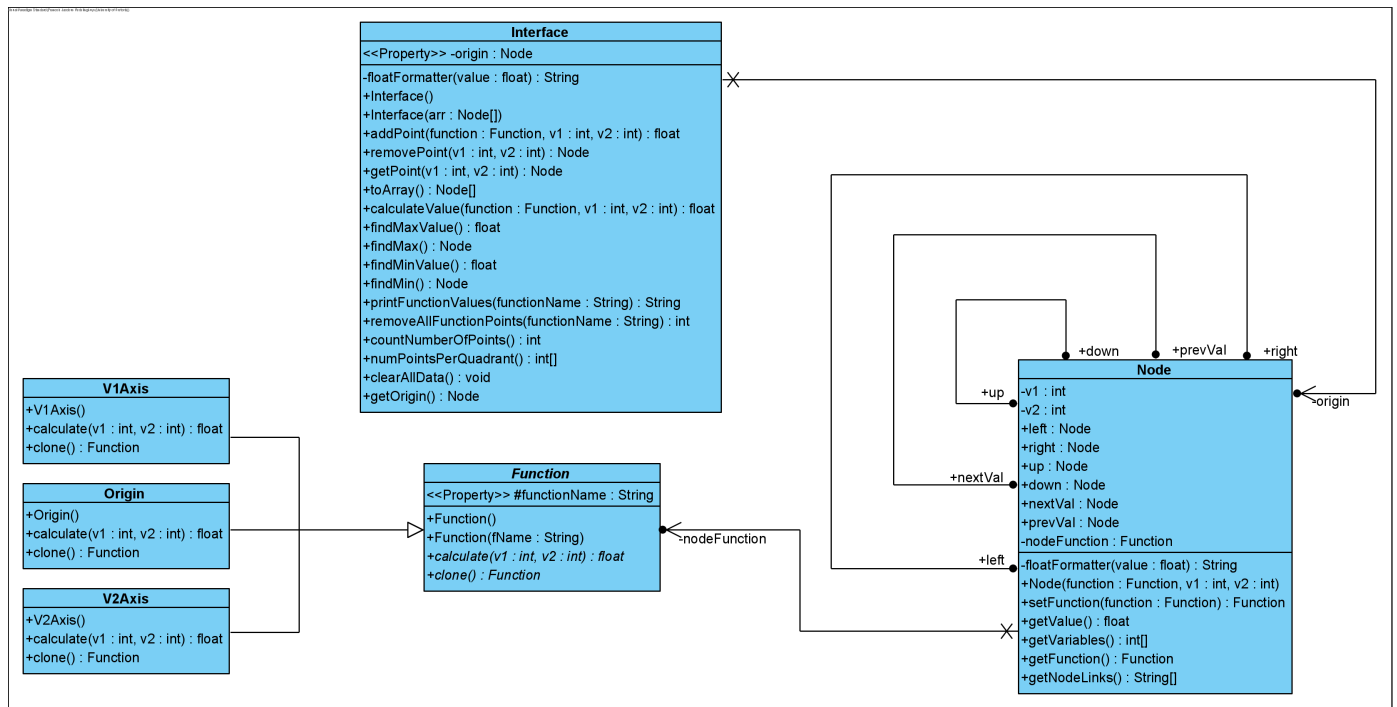 Interface
<<Property>> -origin : Node
-floatFormatter(value : float) : String
+Interface()
+Interface(arr : Node[])
+addPoint(function : Function, v1 : int, v2 : int) : float
+removePoint(v1 : int, v2 : int) : Node
+getPoint(v1 : int, v2 : int) : Node
+toArray() : Node[]
+calculateValue(function : Function, v1 : int, v2 : int) : float
+findMaxValue() : float
+findMax() : Node
+findMinValue() : float
+findMin() : Node
+printFunctionValues(functionName : String) : String
+removeAllFunctionPoints(functionName : String) : int
+countNumberOfPoints() : int
+numPointsPerQuadrant() : int[]
+clearAllData() : void
+getOrigin() : Node
V1Axis
+V1Axis()
+calculate(v1 : int, v2 : int) : float
+clone() : Function
Origin
+Origin()
+calculate(v1 : int, v2 : int) : float
+clone() : Function
V2Axis
+V2Axis()
+calculate(v1 : int, v2 : int) : float
+clone() : Function
Function
<<Property>> #functionName : String
+Function()
+Function(fName : String)
+calculate(v1 : int, v2 : int) : float
+clone() : Function
-nodeFunction
+down
+prevVal
+right
+up
+nextVal
+left
-origin
Node
-v1 : int
-v2 : int
+left : Node
+right : Node
+up : Node
+down : Node
+nextVal : Node
+prevVal : Node
-nodeFunction : Function
-floatFormatter(value : float) : String
+Node(function : Function, v1 : int, v2 : int)
+setFunction(function : Function) : Function
+getValue() : float
+getVariables() : int[]
+getFunction() : Function
+getNodeLinks() : String[]